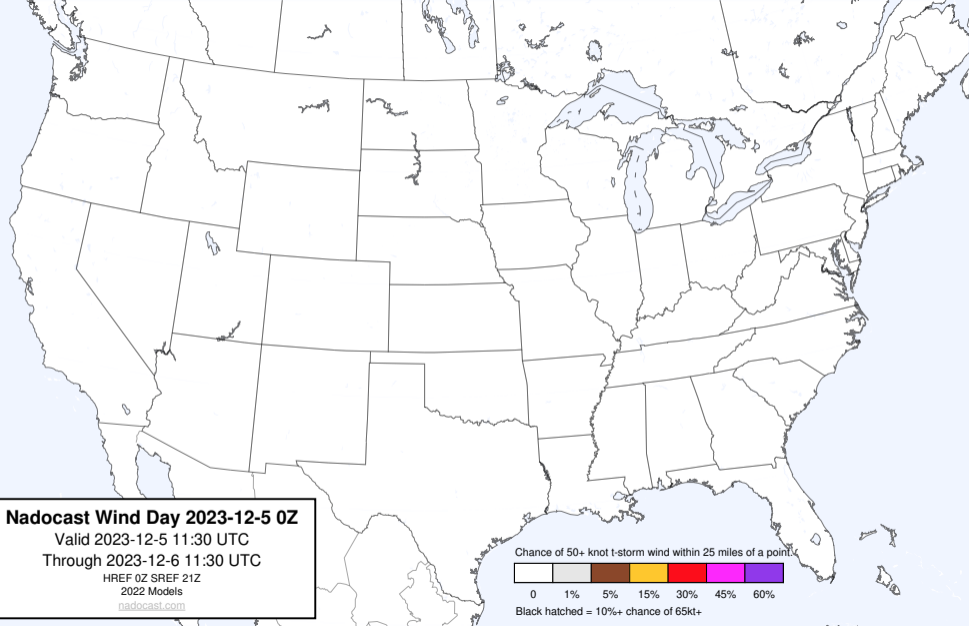 Nadocast Wind Day 2023-12-5 0Z
Valid 2023-12-5 11:30 UTC
Through 2023-12-6 11:30 UTC
HREF 0Z SREF 21Z
2022 Models
nadocast.com
Chance of 50+ knot t-storm wind within 25 miles of a point.
0 1% 5% 15% 30% 45% 60%
Black hatched = 10%+ chance of 65kt+